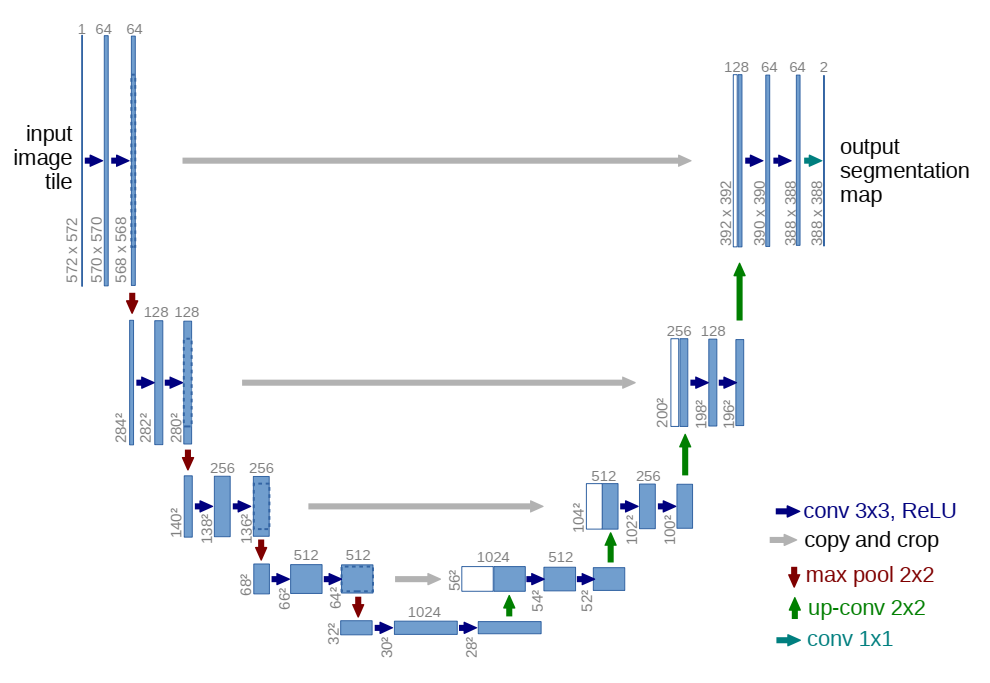 1 64 64
input
image
tile
572 x 572
570 x 570
568 x 568
128 64 64 2
output
segmentation
map
392 x 392
390 x 390
388 x 388
388 x 388
128 128
284²
282²
280²
256 128
200²
198²
196²
256 256
140²
138²
136²
512 256
104²
102²
100²
512 512
68²
66²
64²
1024 512
56²
54²
52²
1024
32²
30²
28²
conv 3x3, ReLU
copy and crop
max pool 2x2
up-conv 2x2
conv 1x1